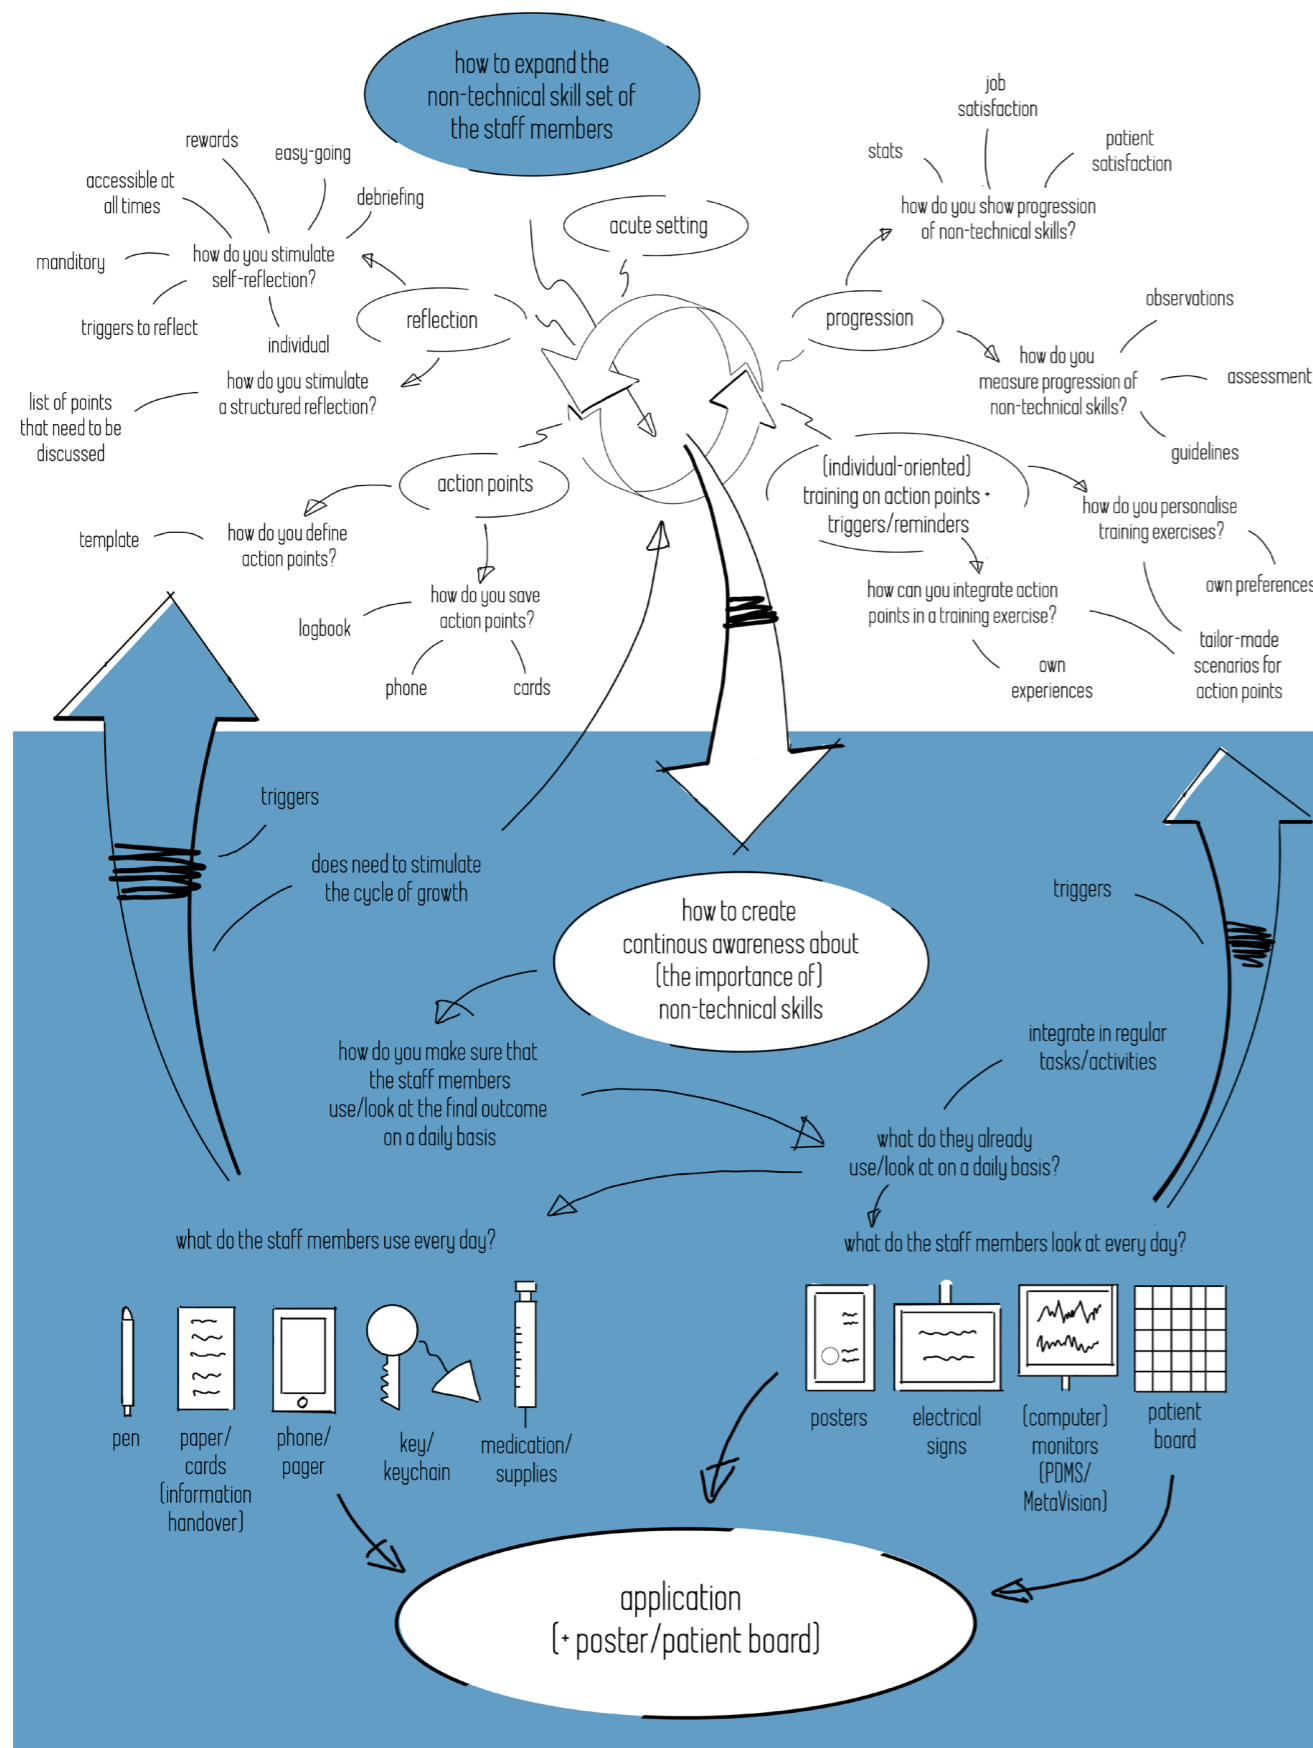 how to expand the
non-technical skill set of
the staff members
acute setting
reflection
how do you stimulate
self-reflection?
rewards
easy-going
debriefing
accessible at
all times
manditory
triggers to reflect
individual
how do you stimulate
a structured reflection?
list of points
that need to be
discussed
action points
how do you define
action points?
template
how do you save
action points?
logbook
phone
cards
progression
how do you show progression
of non-technical skills?
stats
job
satisfaction
patient
satisfaction
how do you
measure progression of
non-technical skills?
observations
assessment
guidelines
(individual-oriented)
training on action points +
triggers/reminders
how do you personalise
training exercises?
own preferences
how can you integrate action
points in a training exercise?
own
experiences
tailor-made
scenarios for
action points
triggers
does need to stimulate
the cycle of growth
how to create
continous awareness about
(the importance of)
non-technical skills
triggers
how do you make sure that
the staff members
use/look at the final outcome
on a daily basis
integrate in regular
tasks/activities
what do they already
use/look at on a daily basis?
what do the staff members use every day?
pen
paper/
cards
(information
handover)
phone/
pager
key/
keychain
medication/
supplies
what do the staff members look at every day?
posters
electrical
signs
(computer)
monitors
(PDMS/
MetaVision)
patient
board
application
(+ poster/patient board)